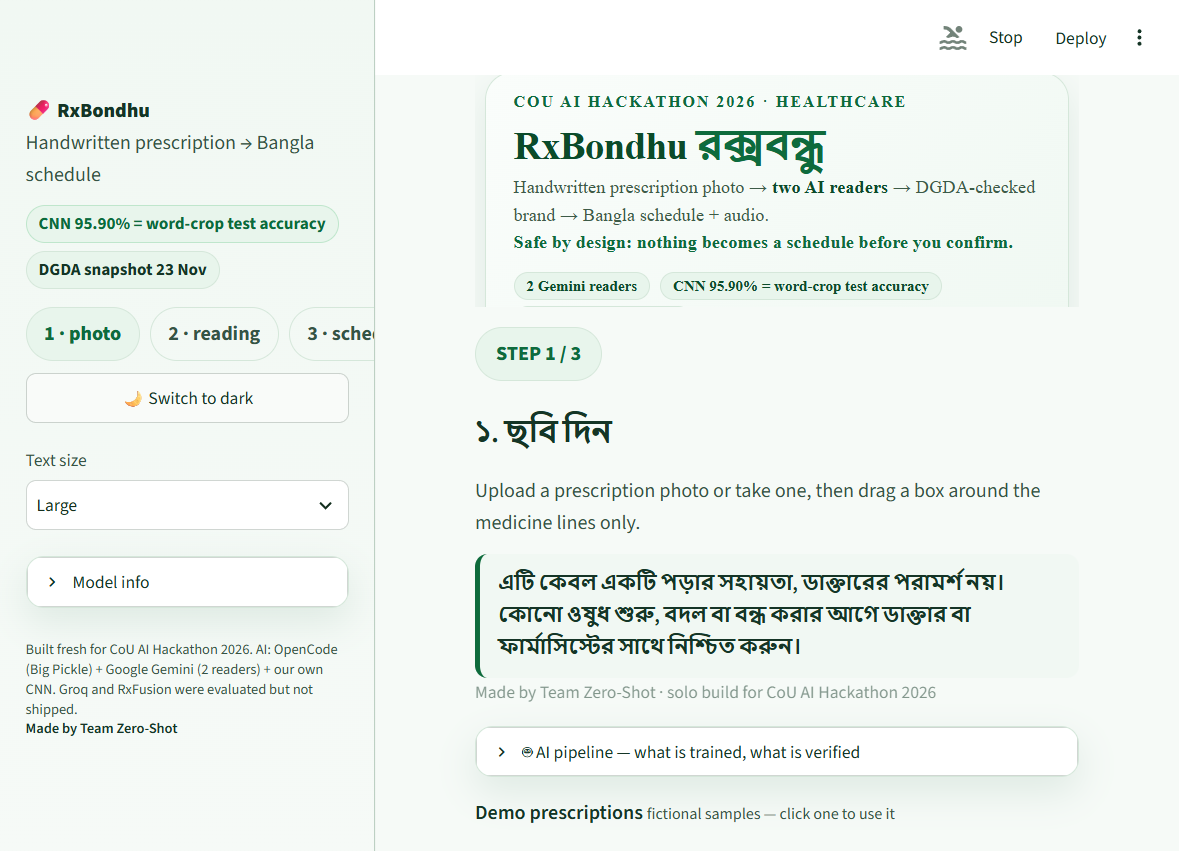 Stop
Deploy
💊 RxBondhu
Handwritten prescription → Bangla
schedule
CNN 95.90% = word-crop test accuracy
DGDA snapshot 23 Nov
1 · photo
2 · reading
3 · sche
🌙 Switch to dark
Text size
Large
Model info
Built fresh for CoU AI Hackathon 2026. AI: OpenCode
(Big Pickle) + Google Gemini (2 readers) + our own
CNN. Groq and RxFusion were evaluated but not
shipped.
Made by Team Zero-Shot
COU AI HACKATHON 2026 · HEALTHCARE
RxBondhu রক্সবন্ধু
Handwritten prescription photo → two AI readers → DGDA-checked
brand → Bangla schedule + audio.
Safe by design: nothing becomes a schedule before you confirm.
2 Gemini readers
CNN 95.90% = word-crop test accuracy
STEP 1 / 3
১. ছবি দিন
Upload a prescription photo or take one, then drag a box around the
medicine lines only.
এটি কেবল একটি পড়ার সহায়তা, ডাক্তারের পরামর্শ নয়।
কোনো ওষুধ শুরু, বদল বা বন্ধ করার আগে ডাক্তার বা
ফার্মাসিস্টের সাথে নিশ্চিত করুন।
Made by Team Zero-Shot · solo build for CoU AI Hackathon 2026
AI pipeline — what is trained, what is verified
Demo prescriptions fictional samples — click one to use it